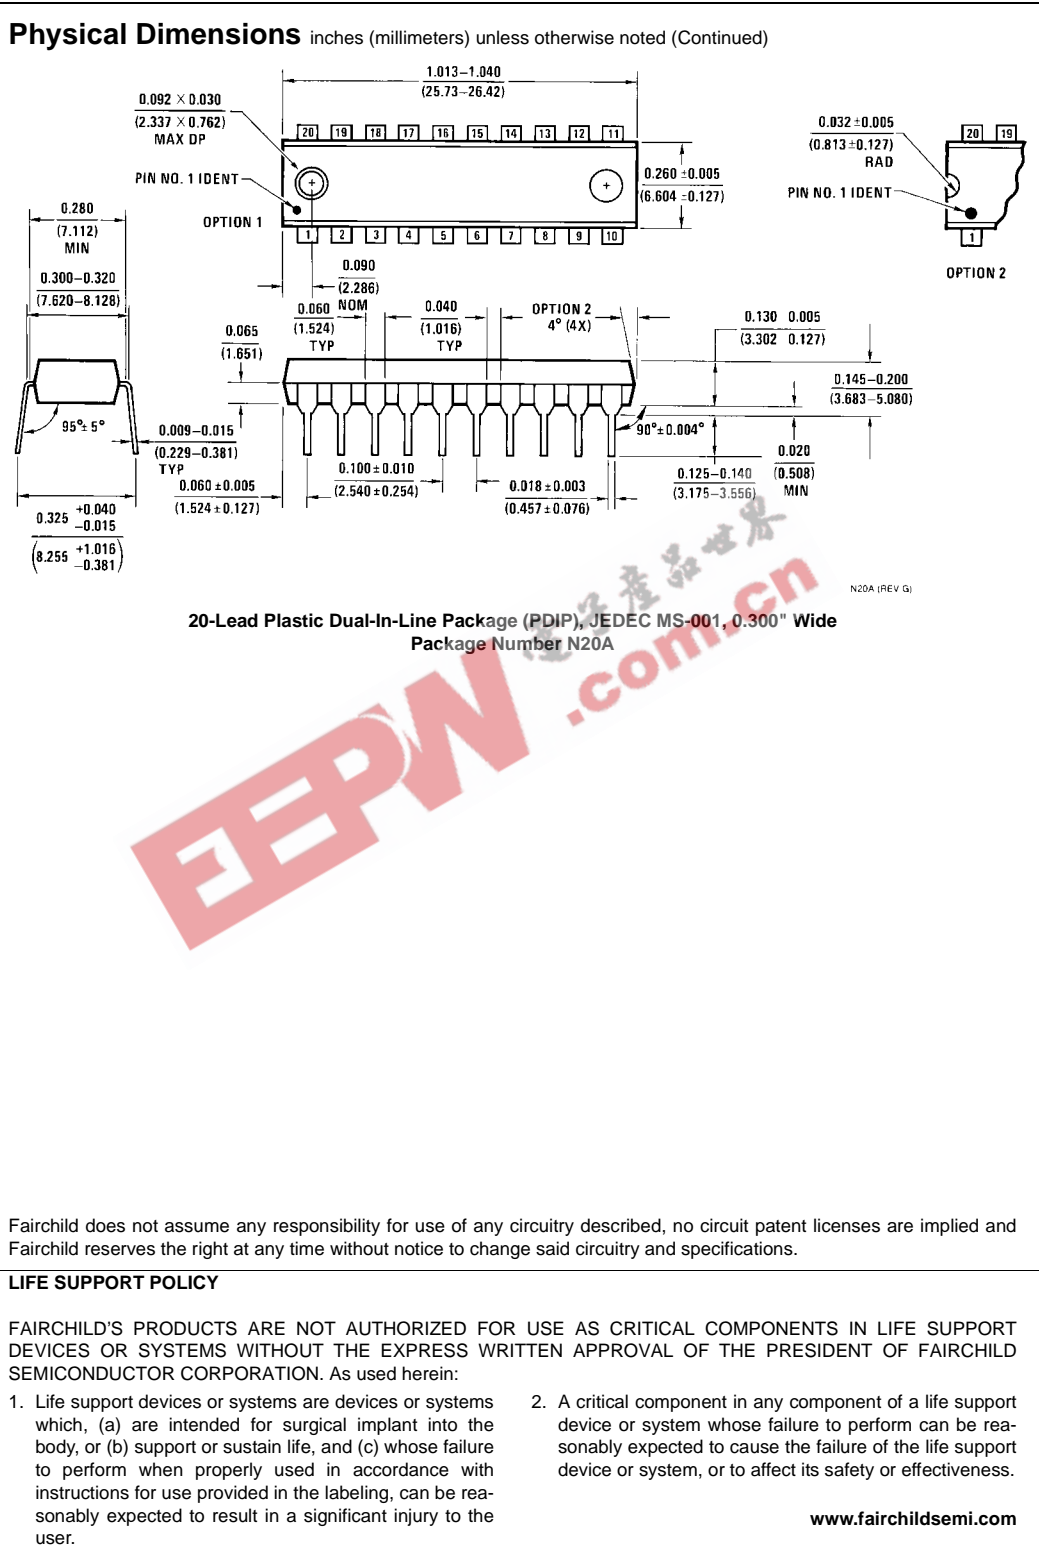 Physical Dimensions inches (millimeters) unless otherwise noted (Continued)
1.013–1.040
(25.73–26.42)
0.092 × 0.030
(2.337 × 0.762)
MAX DP
20 19 18 17 16 15 14 13 12 11
0.032 ±0.005
(0.813 ±0.127)
RAD
20 19
PIN NO. 1 IDENT
0.260 ±0.005
(6.604 ±0.127)
PIN NO. 1 IDENT
OPTION 1
1 2 3 4 5 6 7 8 9 10
1
OPTION 2
0.280
(7.112)
MIN
0.300–0.320
(7.620–8.128)
0.090
(2.286)
NOM
0.060
(1.524)
TYP
0.040
(1.016)
TYP
OPTION 2
4° (4X)
0.130 0.005
(3.302 0.127)
0.065
(1.651)
0.145–0.200
(3.683–5.080)
95°± 5°
90°±0.004°
0.009–0.015
(0.229–0.381)
TYP
0.020
(0.508)
MIN
0.100 ±0.010
(2.540 ±0.254)
0.125–0.140
(3.175–3.556)
0.060 ±0.005
(1.524 ±0.127)
0.018 ±0.003
(0.457 ±0.076)
0.325 +0.040
–0.015
(8.255 +1.016
–0.381)
N20A (REV G)
20-Lead Plastic Dual-In-Line Package (PDIP), JEDEC MS-001, 0.300" Wide
Package Number N20A
EEPW
.com.cn
电子産品世界
Fairchild does not assume any responsibility for use of any circuitry described, no circuit patent licenses are implied and
Fairchild reserves the right at any time without notice to change said circuitry and specifications.
LIFE SUPPORT POLICY
FAIRCHILD'S PRODUCTS ARE NOT AUTHORIZED FOR USE AS CRITICAL COMPONENTS IN LIFE SUPPORT
DEVICES OR SYSTEMS WITHOUT THE EXPRESS WRITTEN APPROVAL OF THE PRESIDENT OF FAIRCHILD
SEMICONDUCTOR CORPORATION. As used herein:
1. Life support devices or systems are devices or systems
which, (a) are intended for surgical implant into the
body, or (b) support or sustain life, and (c) whose failure
to perform when properly used in accordance with
instructions for use provided in the labeling, can be rea-
sonably expected to result in a significant injury to the
user.
2. A critical component in any component of a life support
device or system whose failure to perform can be rea-
sonably expected to cause the failure of the life support
device or system, or to affect its safety or effectiveness.
www.fairchildsemi.com